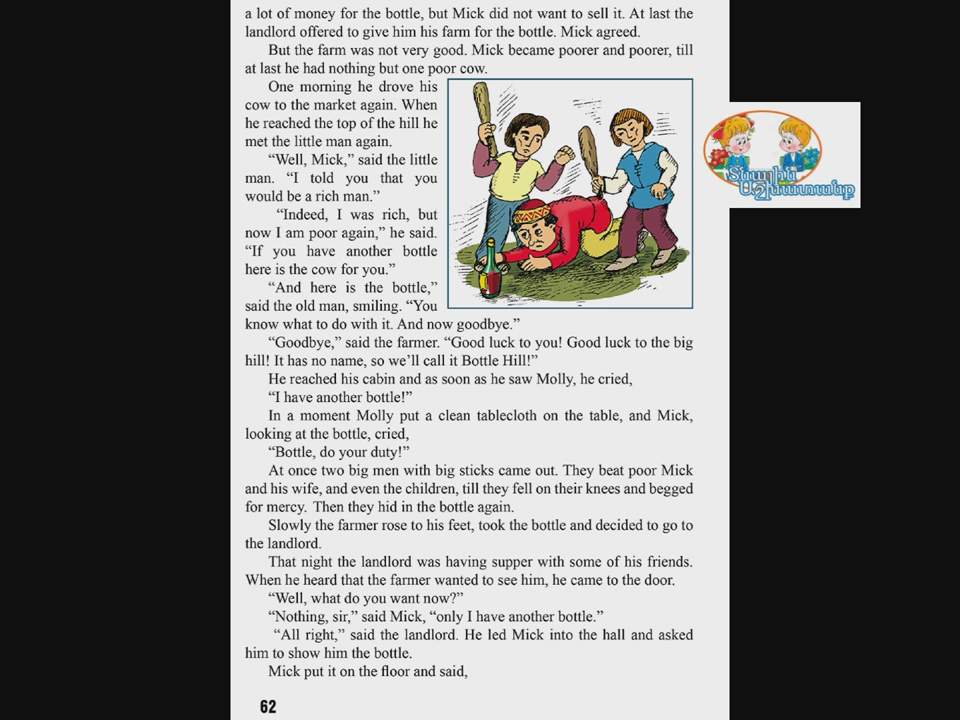 a lot of money for the bottle, but Mick did not want to sell it. At last the
landlord offered to give him his farm for the bottle. Mick agreed.
But the farm was not very good. Mick became poorer and poorer, till
at last he had nothing but one poor cow.
One morning he drove his
cow to the market again. When
he reached the top of the hill he
met the little man again.
“Well, Mick,” said the little
man. “I told you that you
would be a rich man.”
“Indeed, I was rich, but
now I am poor again,” he said.
“If you have another bottle
here is the cow for you.”
“And here is the bottle,”
said the old man, smiling. “You
know what to do with it. And now goodbye.”
“Goodbye,” said the farmer. “Good luck to you! Good luck to the big
hill! It has no name, so we’ll call it Bottle Hill!”
He reached his cabin and as soon as he saw Molly, he cried,
“I have another bottle!”
In a moment Molly put a clean tablecloth on the table, and Mick,
looking at the bottle, cried,
“Bottle, do your duty!”
At once two big men with big sticks came out. They beat poor Mick
and his wife, and even the children, till they fell on their knees and begged
for mercy. Then they hid in the bottle again.
Slowly the farmer rose to his feet, took the bottle and decided to go to
the landlord.
That night the landlord was having supper with some of his friends.
When he heard that the farmer wanted to see him, he came to the door.
“Well, what do you want now?”
“Nothing, sir,” said Mick, “only I have another bottle.”
“All right,” said the landlord. He led Mick into the hall and asked
him to show him the bottle.
Mick put it on the floor and said,
62
Տնային
Աշխատանք